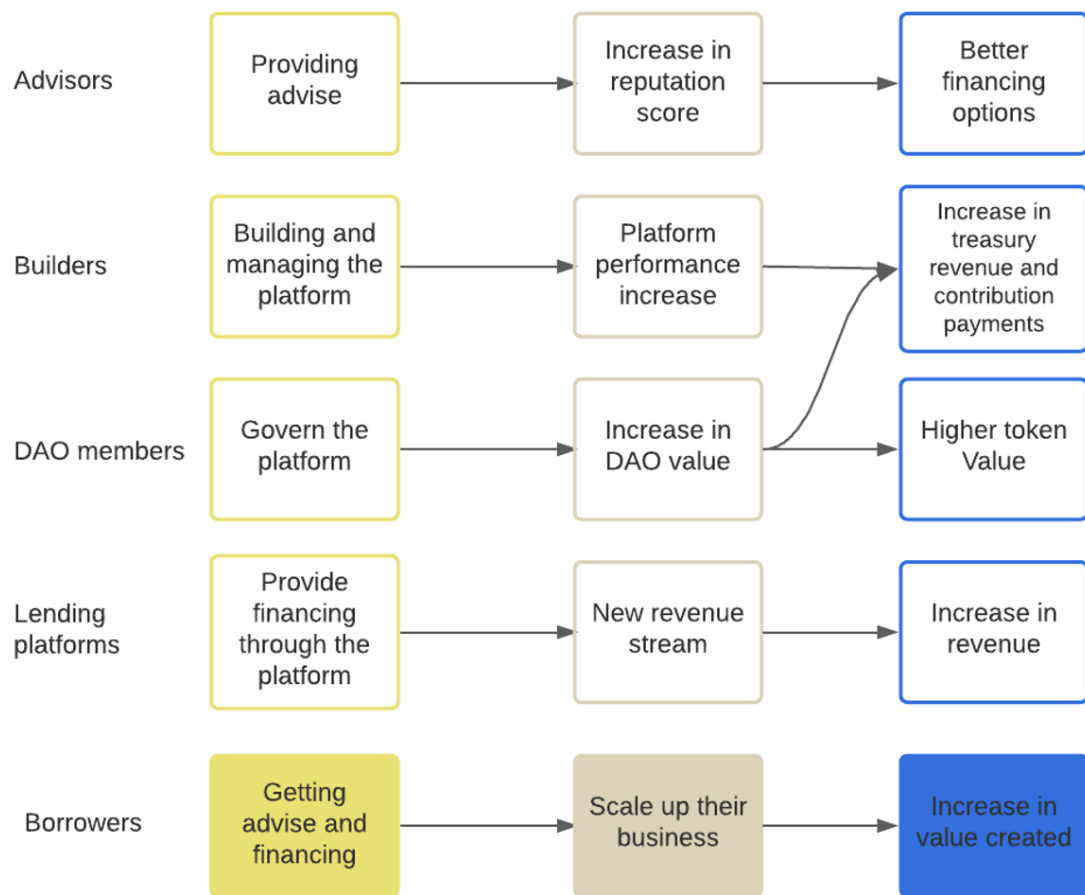 Advisors
Providing
advise
Increase in
reputation
score
Better
financing
options
Builders
Building and
managing the
platform
Platform
performance
increase
Increase in
treasury
revenue and
contribution
payments
DAO members
Govern the
platform
Increase in
DAO value
Higher token
Value
Lending
platforms
Provide
financing
through the
platform
New revenue
stream
Increase in
revenue
Borrowers
Getting
advise and
financing
Scale up their
business
Increase in
value created